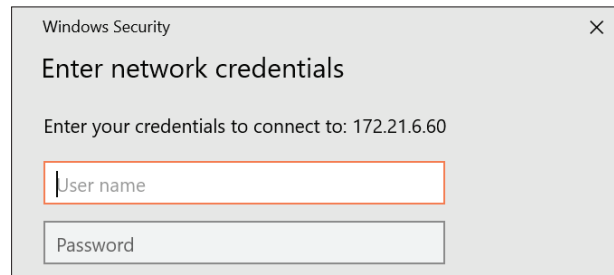 Windows Security
Enter network credentials
Enter your credentials to connect to: 172.21.6.60
User name
Password